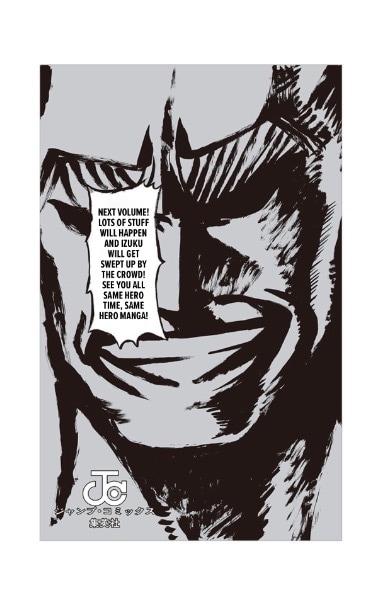 NEXT VOLUME!
LOTS OF STUFF
WILL HAPPEN
AND IZUKU
WILL GET
SWEPT UP BY
THE CROWD!
SEE YOU ALL
SAME HERO
TIME, SAME
HERO MANGA!
JC
ジャンプ・コミックス
集英社